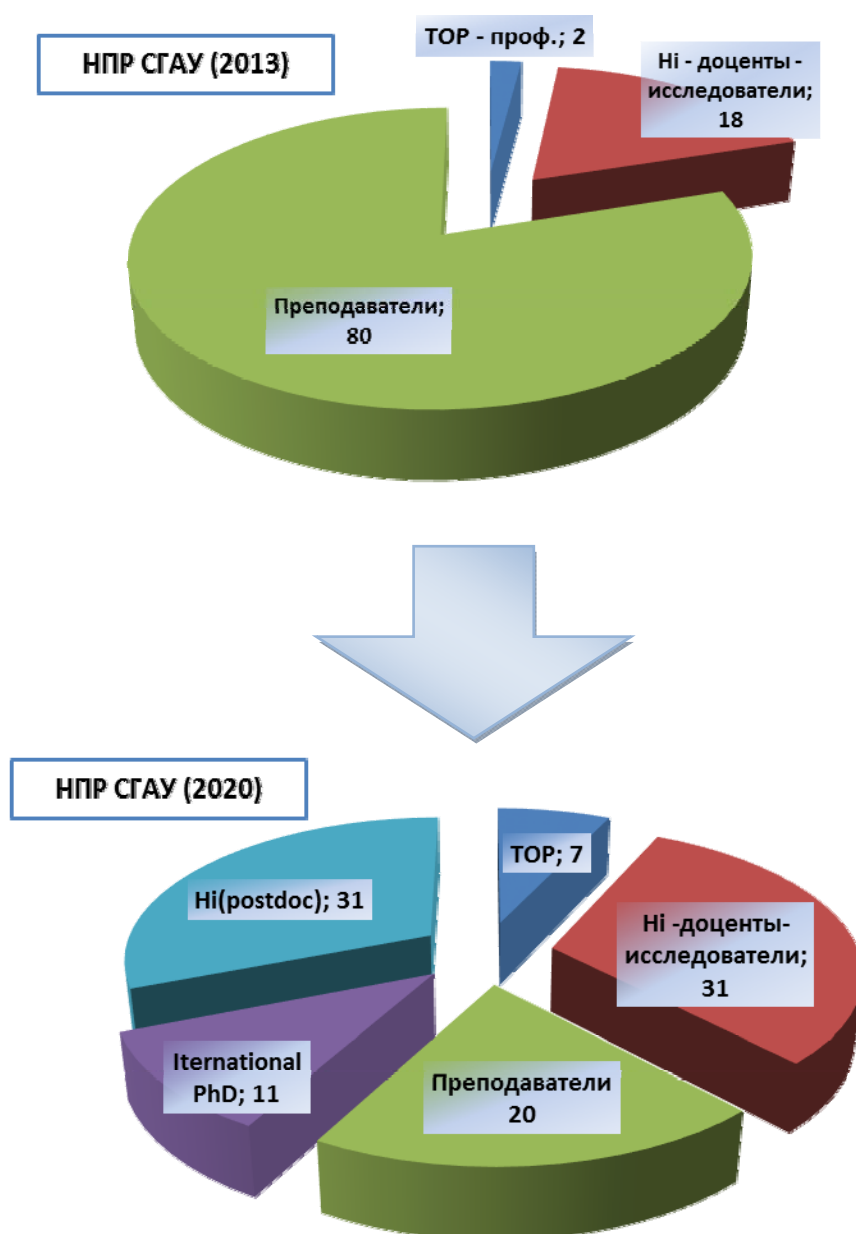 ТОР - проф.; 2
НПР СГАУ (2013)
Hi - доценты -
исследователи;
18
Преподаватели;
80
НПР СГАУ (2020)
TOP; 7
Hi(postdoc); 31
Hi -доценты-
исследователи;
31
Iternational
PhD; 11
Преподаватели
20